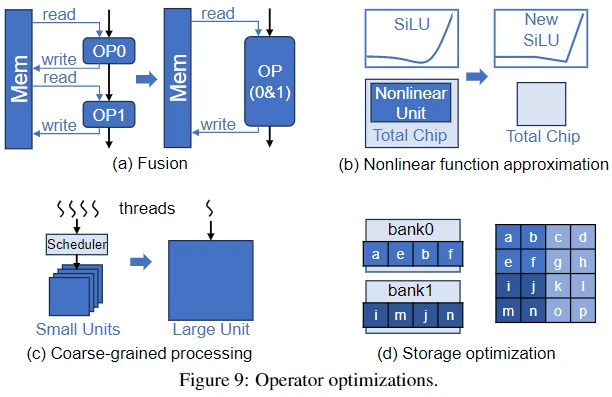 read
OP0
write
read
OP1
write
Mem
read
Mem
OP
(0&1)
write
(a) Fusion
SiLU
New
SiLU
Nonlinear
Unit
Total Chip
Total Chip
(b) Nonlinear function approximation
threads
Scheduler
Small Units
Large Unit
(c) Coarse-grained processing
bank0
a e b f
bank1
i m j n
a b c d
e f g h
i j k l
m n o p
(d) Storage optimization
Figure 9: Operator optimizations.